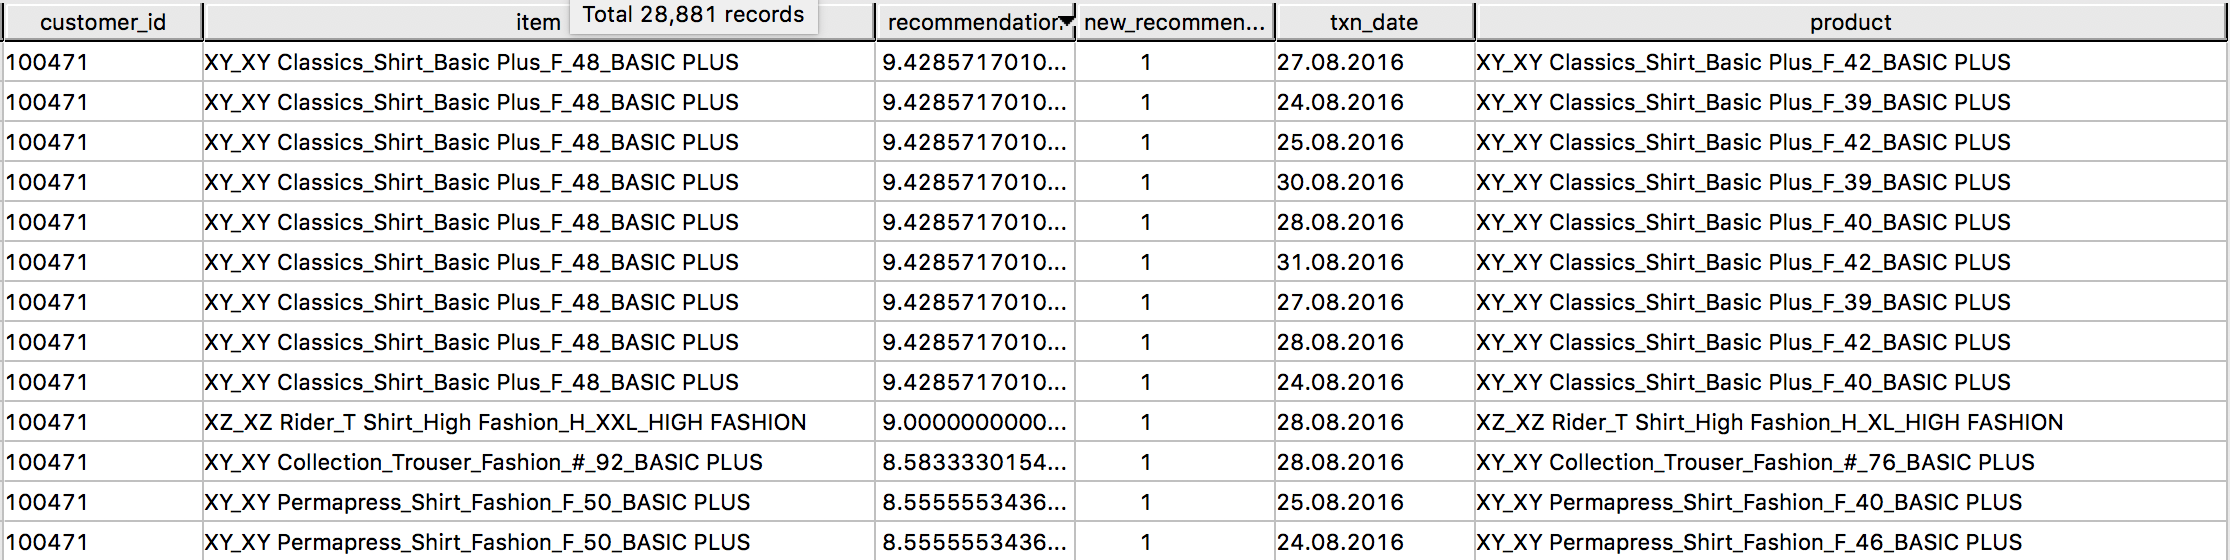 Total 28,881 records
customer_id item recommendation. new_recommen... txn_date product
100471 XY_XY Classics_Shirt_Basic Plus_F_48_BASIC PLUS 9.4285717010... 1 27.08.2016 XY_XY Classics_Shirt_Basic Plus_F_42_BASIC PLUS
100471 XY_XY Classics_Shirt_Basic Plus_F_48_BASIC PLUS 9.4285717010... 1 24.08.2016 XY_XY Classics_Shirt_Basic Plus_F_39_BASIC PLUS
100471 XY_XY Classics_Shirt_Basic Plus_F_48_BASIC PLUS 9.4285717010... 1 25.08.2016 XY_XY Classics_Shirt_Basic Plus_F_42_BASIC PLUS
100471 XY_XY Classics_Shirt_Basic Plus_F_48_BASIC PLUS 9.4285717010... 1 30.08.2016 XY_XY Classics_Shirt_Basic Plus_F_39_BASIC PLUS
100471 XY_XY Classics_Shirt_Basic Plus_F_48_BASIC PLUS 9.4285717010... 1 28.08.2016 XY_XY Classics_Shirt_Basic Plus_F_40_BASIC PLUS
100471 XY_XY Classics_Shirt_Basic Plus_F_48_BASIC PLUS 9.4285717010... 1 31.08.2016 XY_XY Classics_Shirt_Basic Plus_F_42_BASIC PLUS
100471 XY_XY Classics_Shirt_Basic Plus_F_48_BASIC PLUS 9.4285717010... 1 27.08.2016 XY_XY Classics_Shirt_Basic Plus_F_39_BASIC PLUS
100471 XY_XY Classics_Shirt_Basic Plus_F_48_BASIC PLUS 9.4285717010... 1 28.08.2016 XY_XY Classics_Shirt_Basic Plus_F_42_BASIC PLUS
100471 XY_XY Classics_Shirt_Basic Plus_F_48_BASIC PLUS 9.4285717010... 1 24.08.2016 XY_XY Classics_Shirt_Basic Plus_F_40_BASIC PLUS
100471 XZ_XZ Rider_T Shirt_High Fashion_H_XXL_HIGH FASHION 9.0000000000... 1 28.08.2016 XZ_XZ Rider_T Shirt_High Fashion_H_XL_HIGH FASHION
100471 XY_XY Collection_Trouser_Fashion_#_92_BASIC PLUS 8.5833330154... 1 28.08.2016 XY_XY Collection_Trouser_Fashion_#_76_BASIC PLUS
100471 XY_XY Permapress_Shirt_Fashion_F_50_BASIC PLUS 8.5555553436... 1 25.08.2016 XY_XY Permapress_Shirt_Fashion_F_40_BASIC PLUS
100471 XY_XY Permapress_Shirt_Fashion_F_50_BASIC PLUS 8.5555553436... 1 24.08.2016 XY_XY Permapress_Shirt_Fashion_F_46_BASIC PLUS